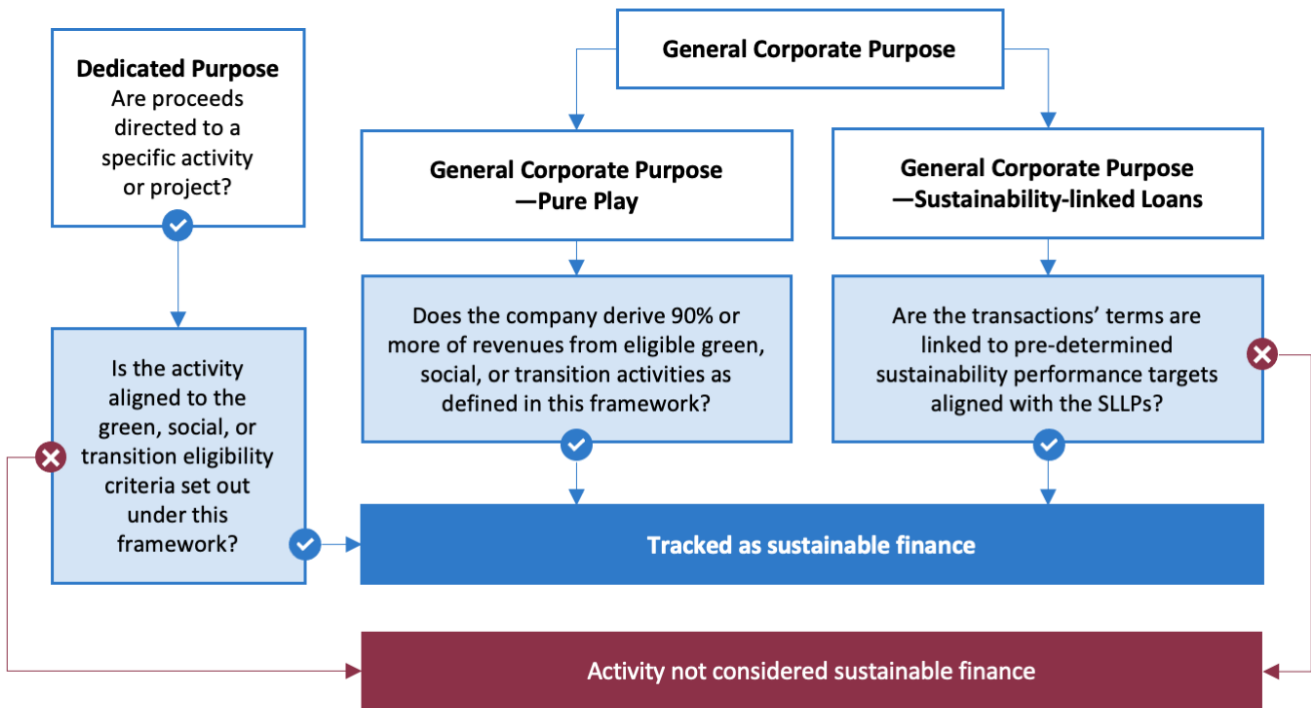 Dedicated Purpose
Are proceeds
directed to a
specific activity
or project?
Is the activity
aligned to the
green, social, or
transition eligibility
criteria set out
under this
framework?
General Corporate Purpose
General Corporate Purpose
—Pure Play
Does the company derive 90% or
more of revenues from eligible green,
social, or transition activities as
defined in this framework?
General Corporate Purpose
—Sustainability-linked Loans
Are the transactions’ terms are
linked to pre-determined
sustainability performance targets
aligned with the SLLPs?
Tracked as sustainable finance
Activity not considered sustainable finance